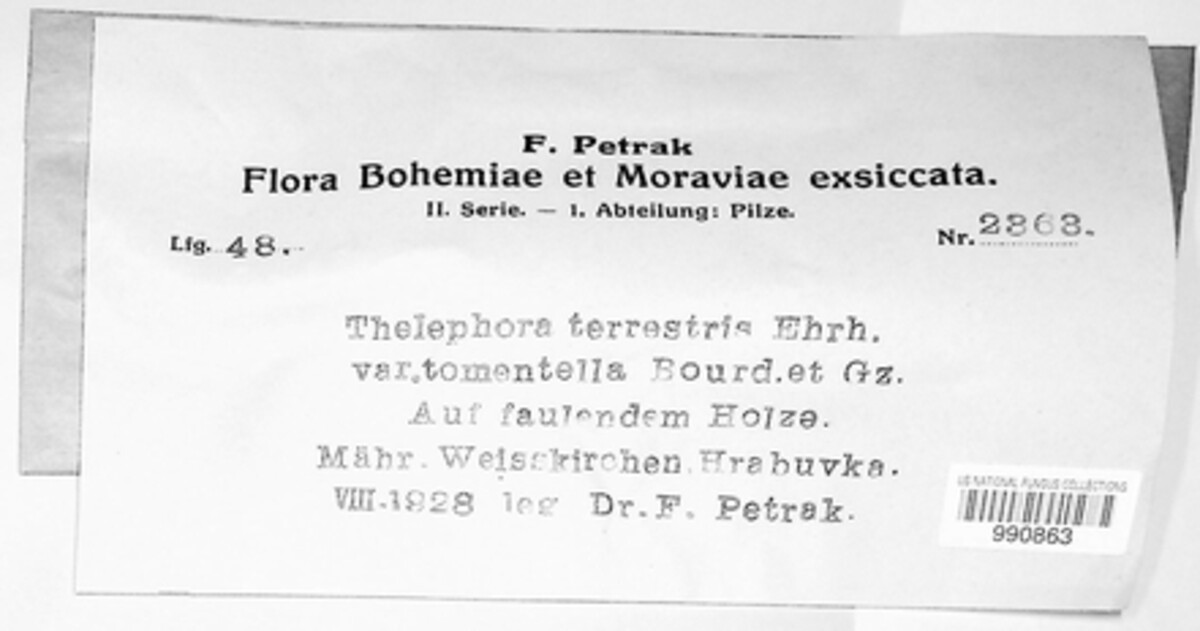 F. Petrak
Flora Bohemiae et Moraviae exsiccata.
II. Serie. — 1. Abteilung: Pilze.
Lfg. 48.
Nr. 2363.
Thelephora terrestris Ehrh.
var. tomentella Bourd. et Gz.
Auf faulendem Holze.
Mähr. Weisskirchen. Hrabuvka.
VIII.1928 leg Dr. F. Petrak.
US NATIONAL FUNGUS COLLECTIONS
990863